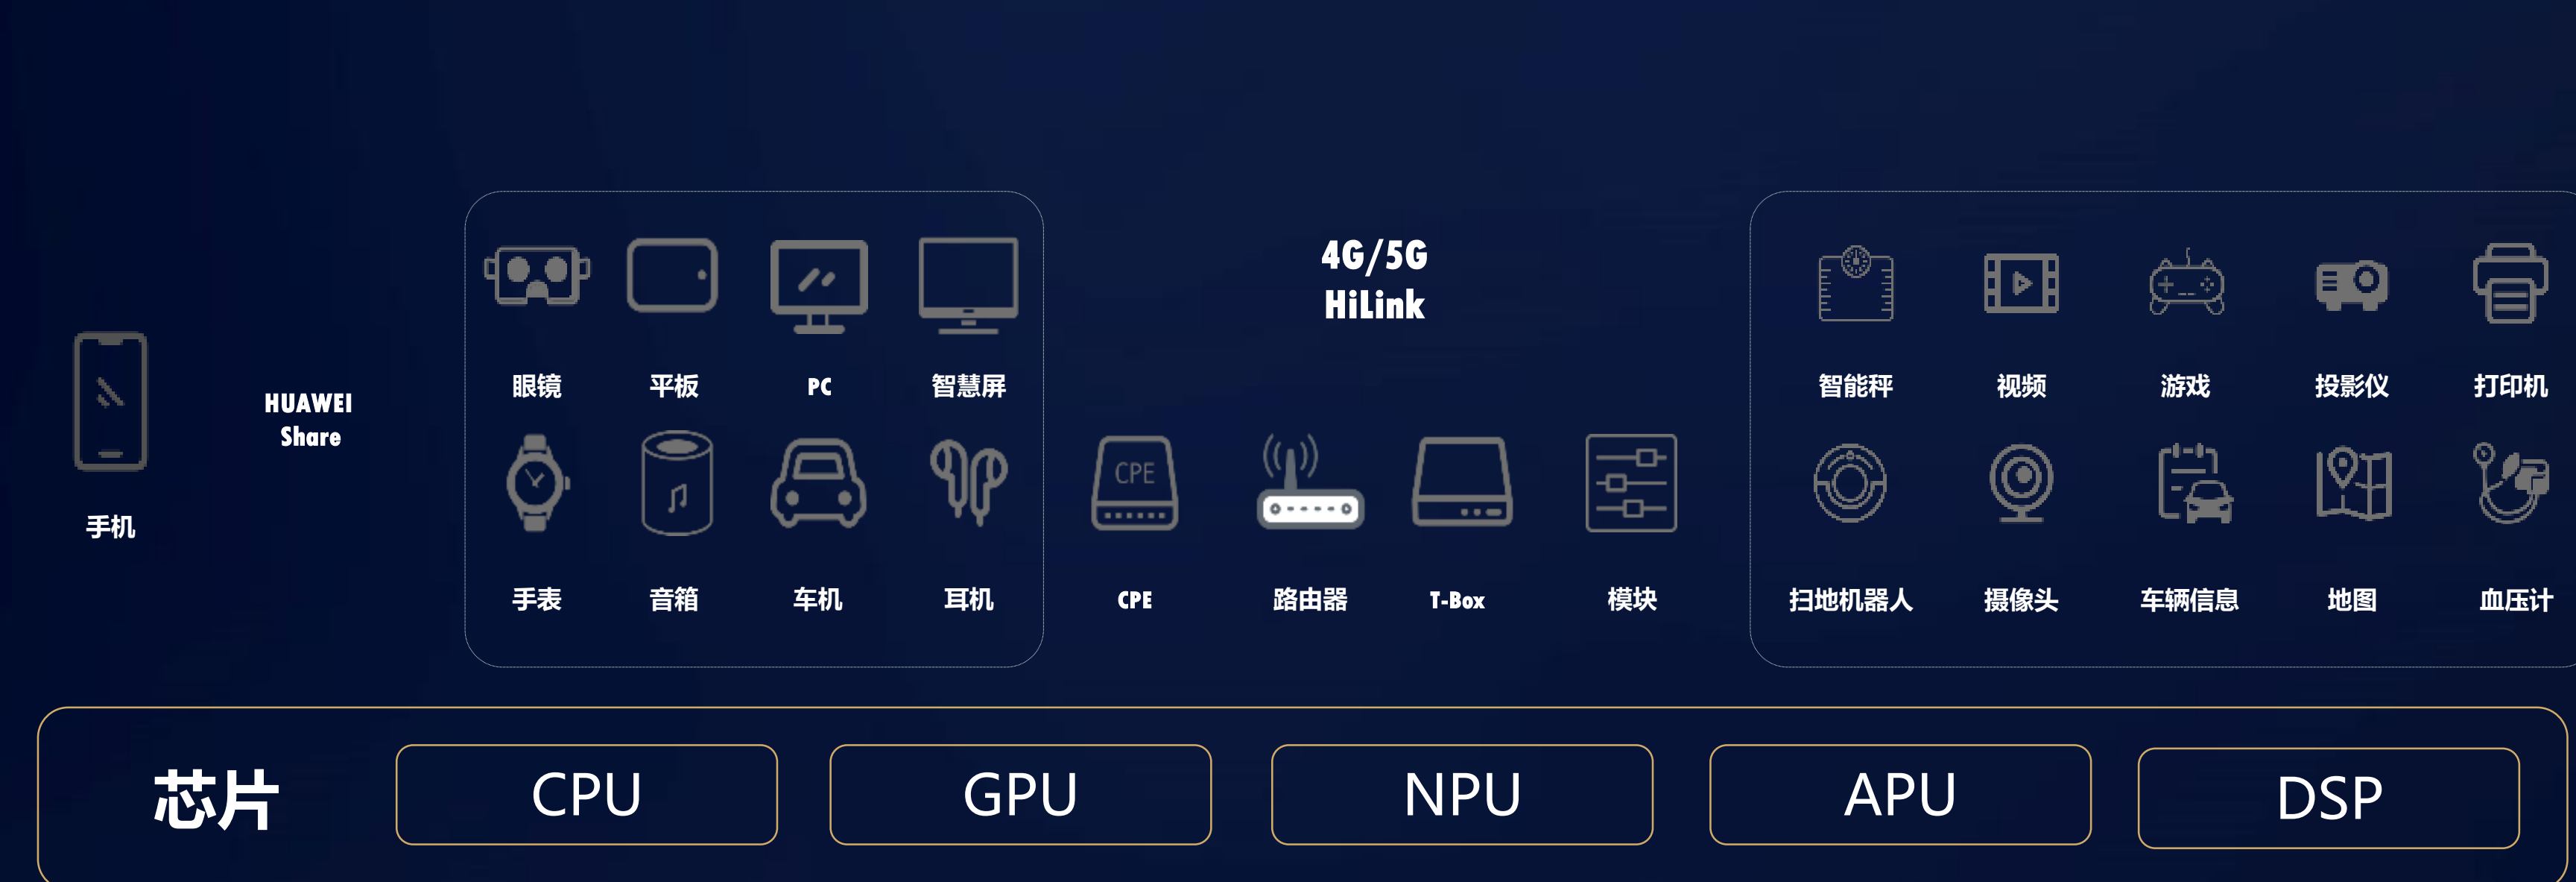 4G/5G
HiLink
手机
HUAWEI
Share
眼镜 平板 PC 智慧屏
手表 音箱 车机 耳机
CPE
CPE 路由器 T-Box 模块
智能秤 视频 游戏 投影仪 打印机
扫地机器人 摄像头 车辆信息 地图 血压计
芯片 CPU GPU NPU APU DSP